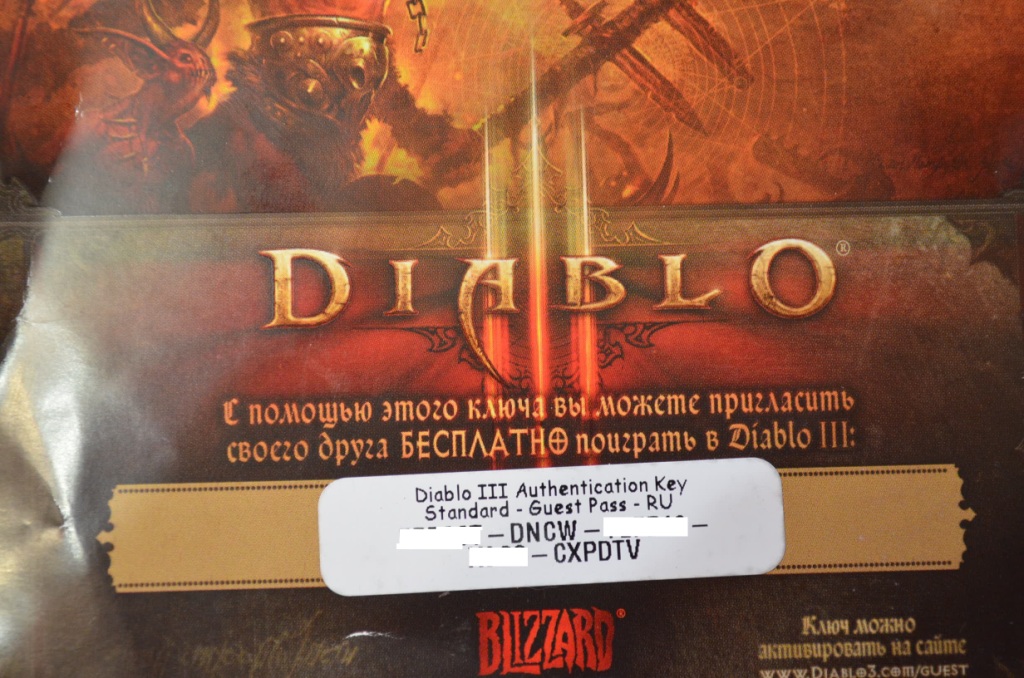 DIABLO®
С помощью этого ключа вы можете пригласить
своего друга БЕСПЛАТНО поиграть в Diablo III:
Diablo III Authentication Key
Standard - Guest Pass - RU
– DNCW – –
– CXPDTV
BLIZZARD®
Ключ можно
активировать на сайте
www.Diablo3.com/guest